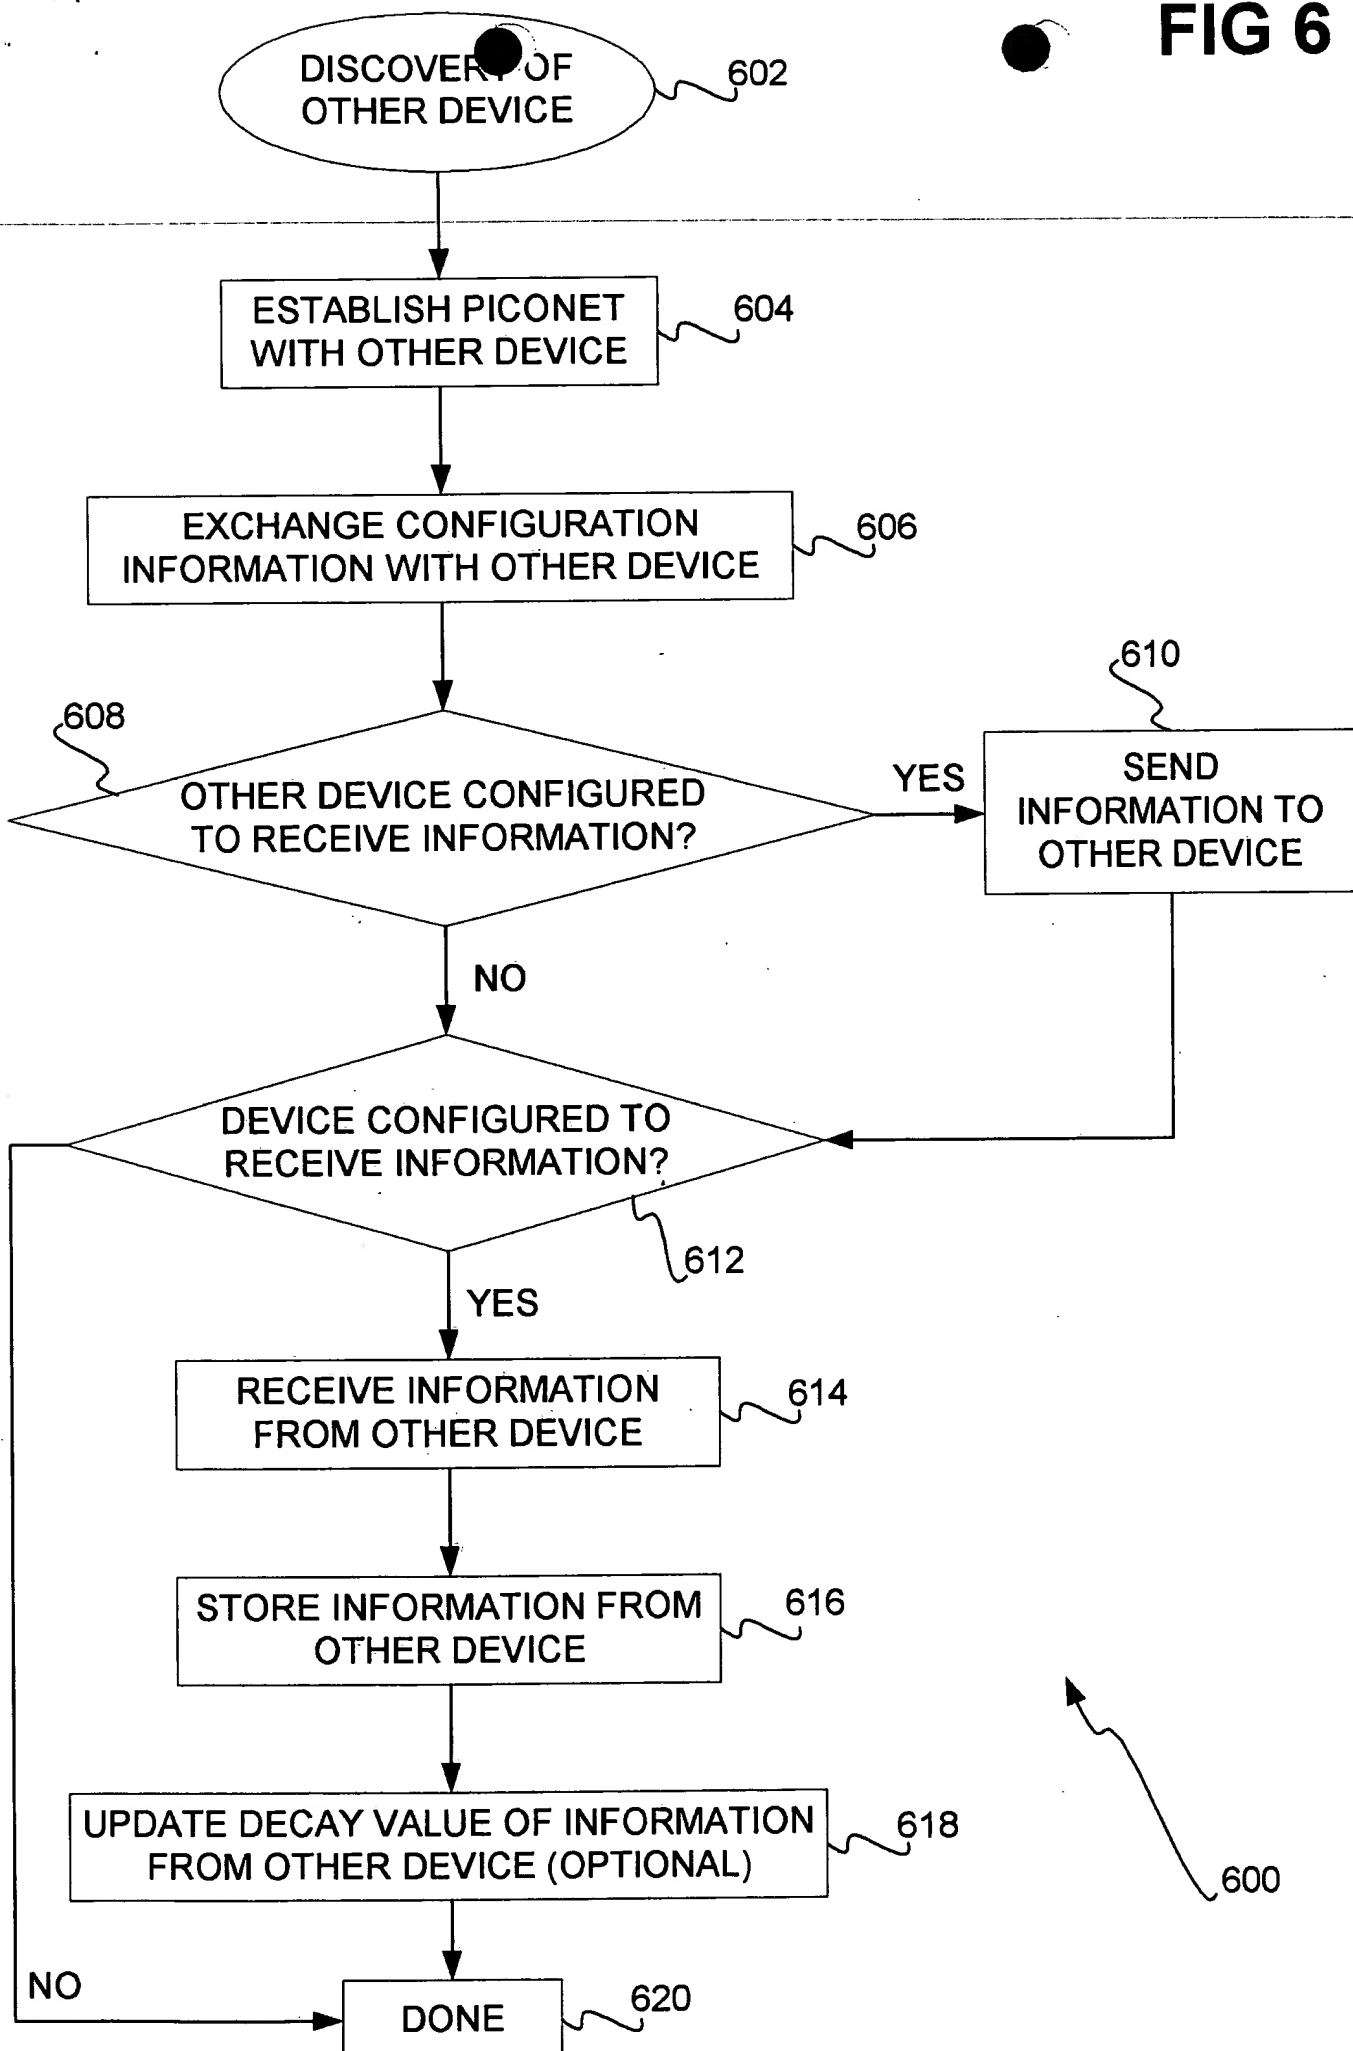 FIG 6
DISCOVERY OF
OTHER DEVICE
602
ESTABLISH PICONET
WITH OTHER DEVICE
604
EXCHANGE CONFIGURATION
INFORMATION WITH OTHER DEVICE
606
608
OTHER DEVICE CONFIGURED
TO RECEIVE INFORMATION?
YES
610
SEND
INFORMATION TO
OTHER DEVICE
NO
DEVICE CONFIGURED TO
RECEIVE INFORMATION?
612
YES
RECEIVE INFORMATION
FROM OTHER DEVICE
614
STORE INFORMATION FROM
OTHER DEVICE
616
UPDATE DECAY VALUE OF INFORMATION
FROM OTHER DEVICE (OPTIONAL)
618
600
NO
DONE
620